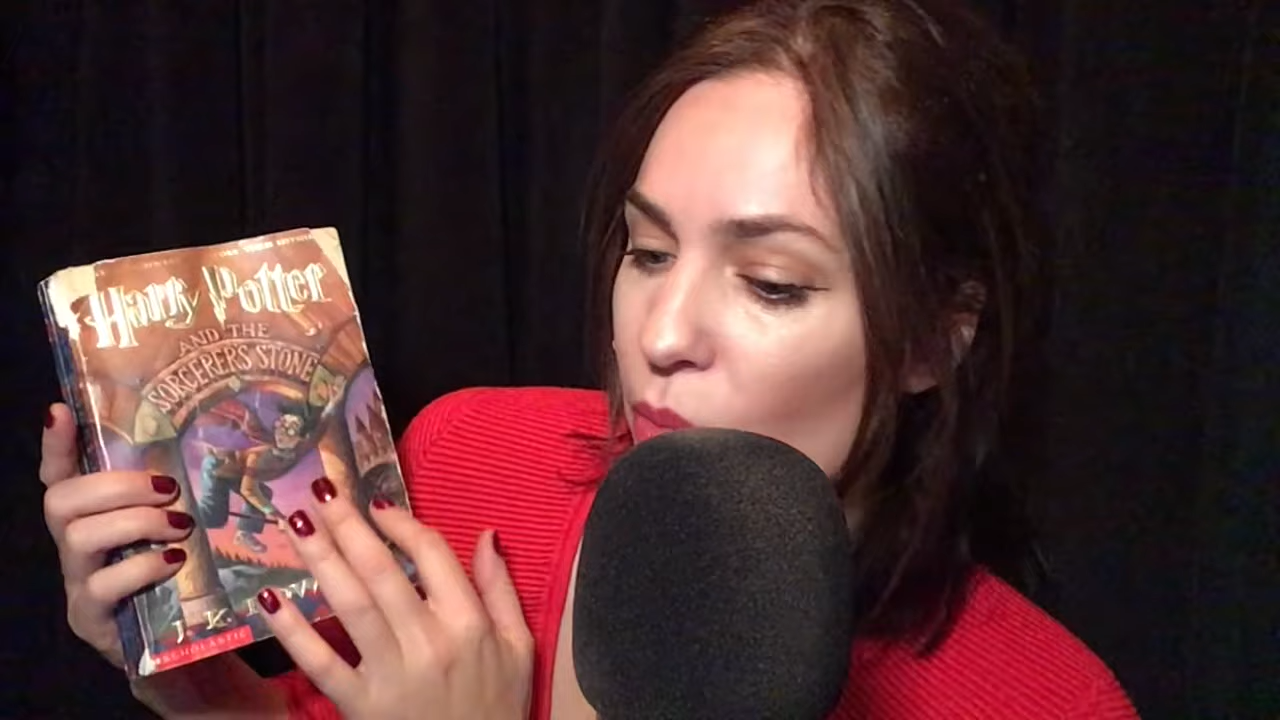 Harry Potter
AND THE
SORCERER'S STONE
J. K.
SCHOLASTIC